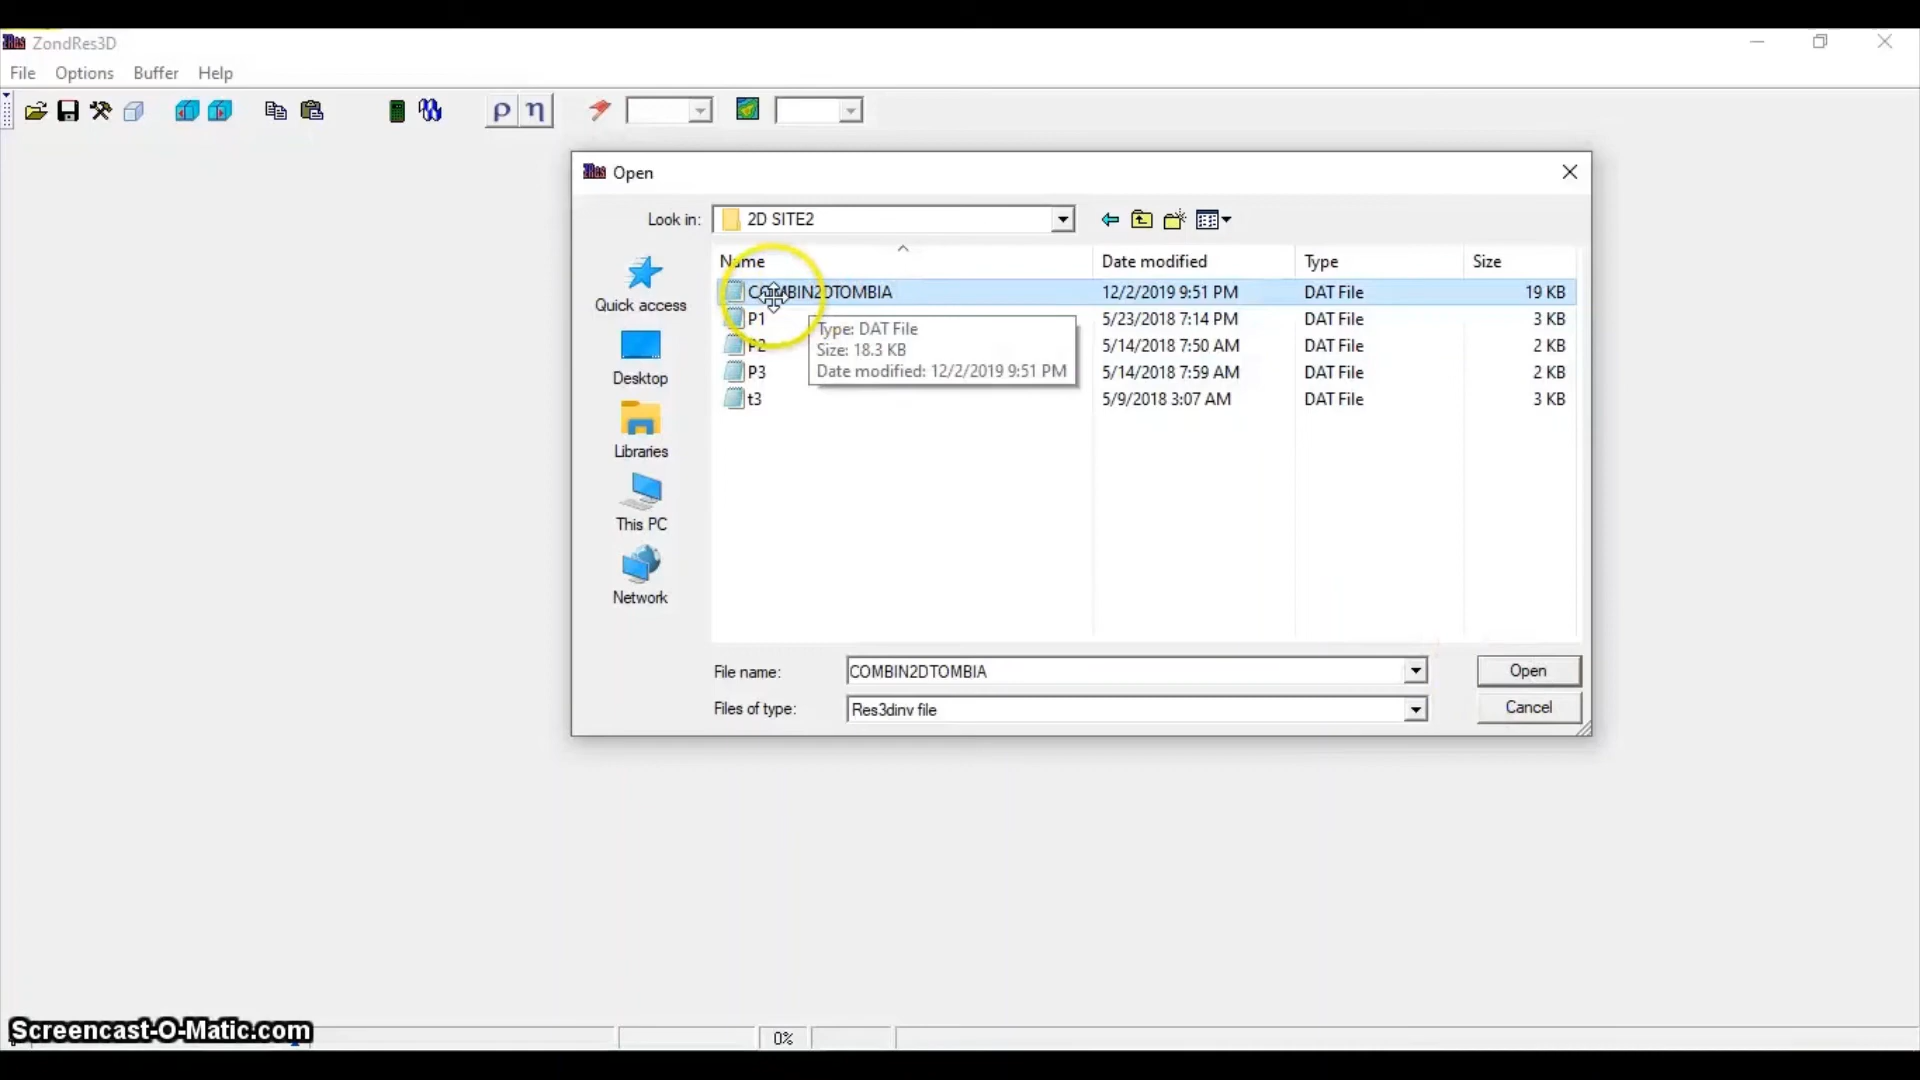 ZRes ZondRes3D
File Options Buffer Help
ρ η
ZRes Open
Look in: 2D SITE2
Name Date modified Type Size
COMBIN2DTOMBIA 12/2/2019 9:51 PM DAT File 19 KB
P1 5/23/2018 7:14 PM DAT File 3 KB
P2 5/14/2018 7:50 AM DAT File 2 KB
P3 5/14/2018 7:59 AM DAT File 2 KB
t3 5/9/2018 3:07 AM DAT File 3 KB
Type: DAT File
Size: 18.3 KB
Date modified: 12/2/2019 9:51 PM
Quick access
Desktop
Libraries
This PC
Network
File name: COMBIN2DTOMBIA Open
Files of type: Res3dinv file Cancel
Screencast-O-Matic.com
0%